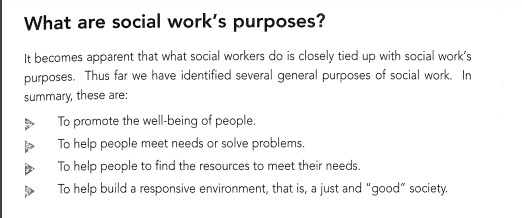 What are social work's purposes?
It becomes apparent that what social workers do is closely tied up with social work's
purposes. Thus far we have identified several general purposes of social work. In
summary, these are:
To promote the well-being of people.
To help people meet needs or solve problems.
To help people to find the resources to meet their needs.
To help build a responsive environment, that is, a just and "good" society.